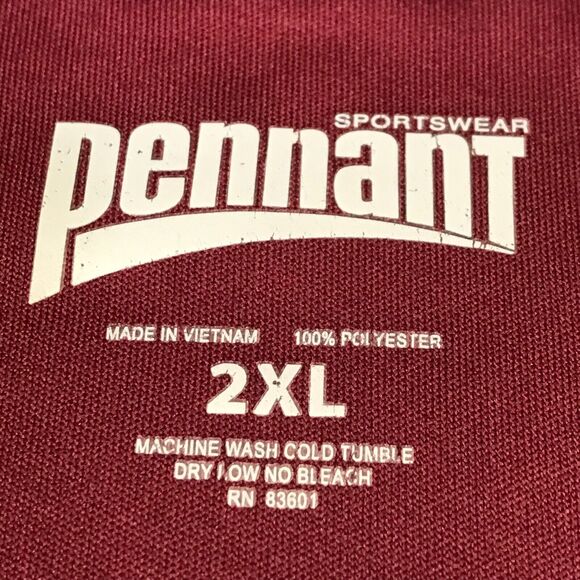 SPORTSWEAR
pennanT
MADE IN VIETNAM 100% POLYESTER
2XL
MACHINE WASH COLD TUMBLE
DRY LOW NO BLEACH
RN 83601